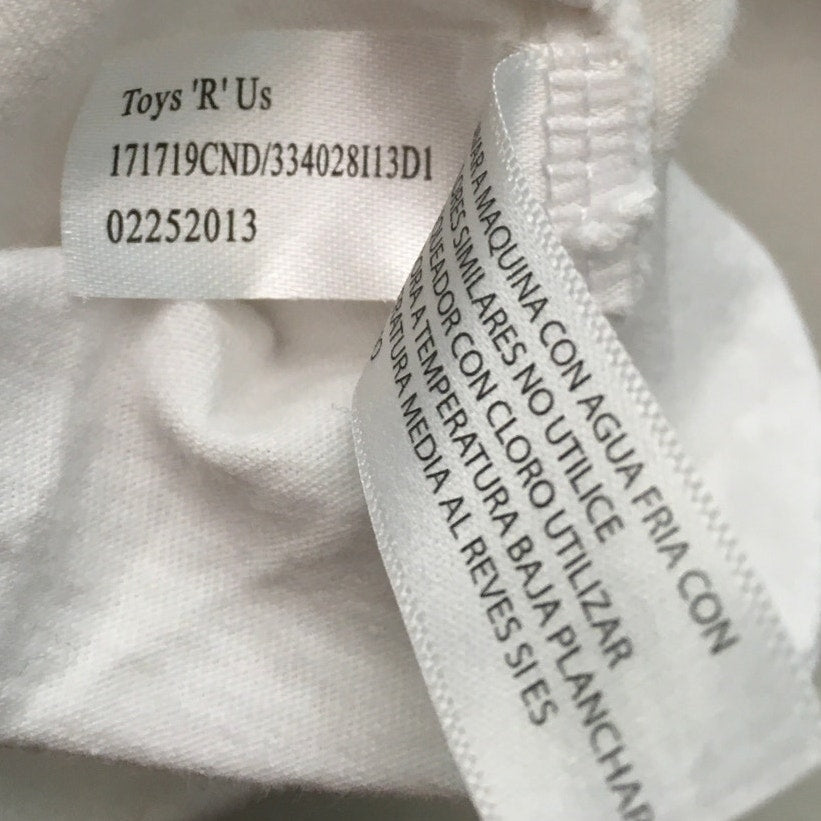 Toys 'R' Us
171719CND/334028I13D1
02252013
A MAQUINA CON AGUA FRIA CON
SIMILARES NO UTILICE
CON CLORO UTILIZAR
A TEMPERATURA BAJA PLANCHAR
MEDIA AL REVES SI ES